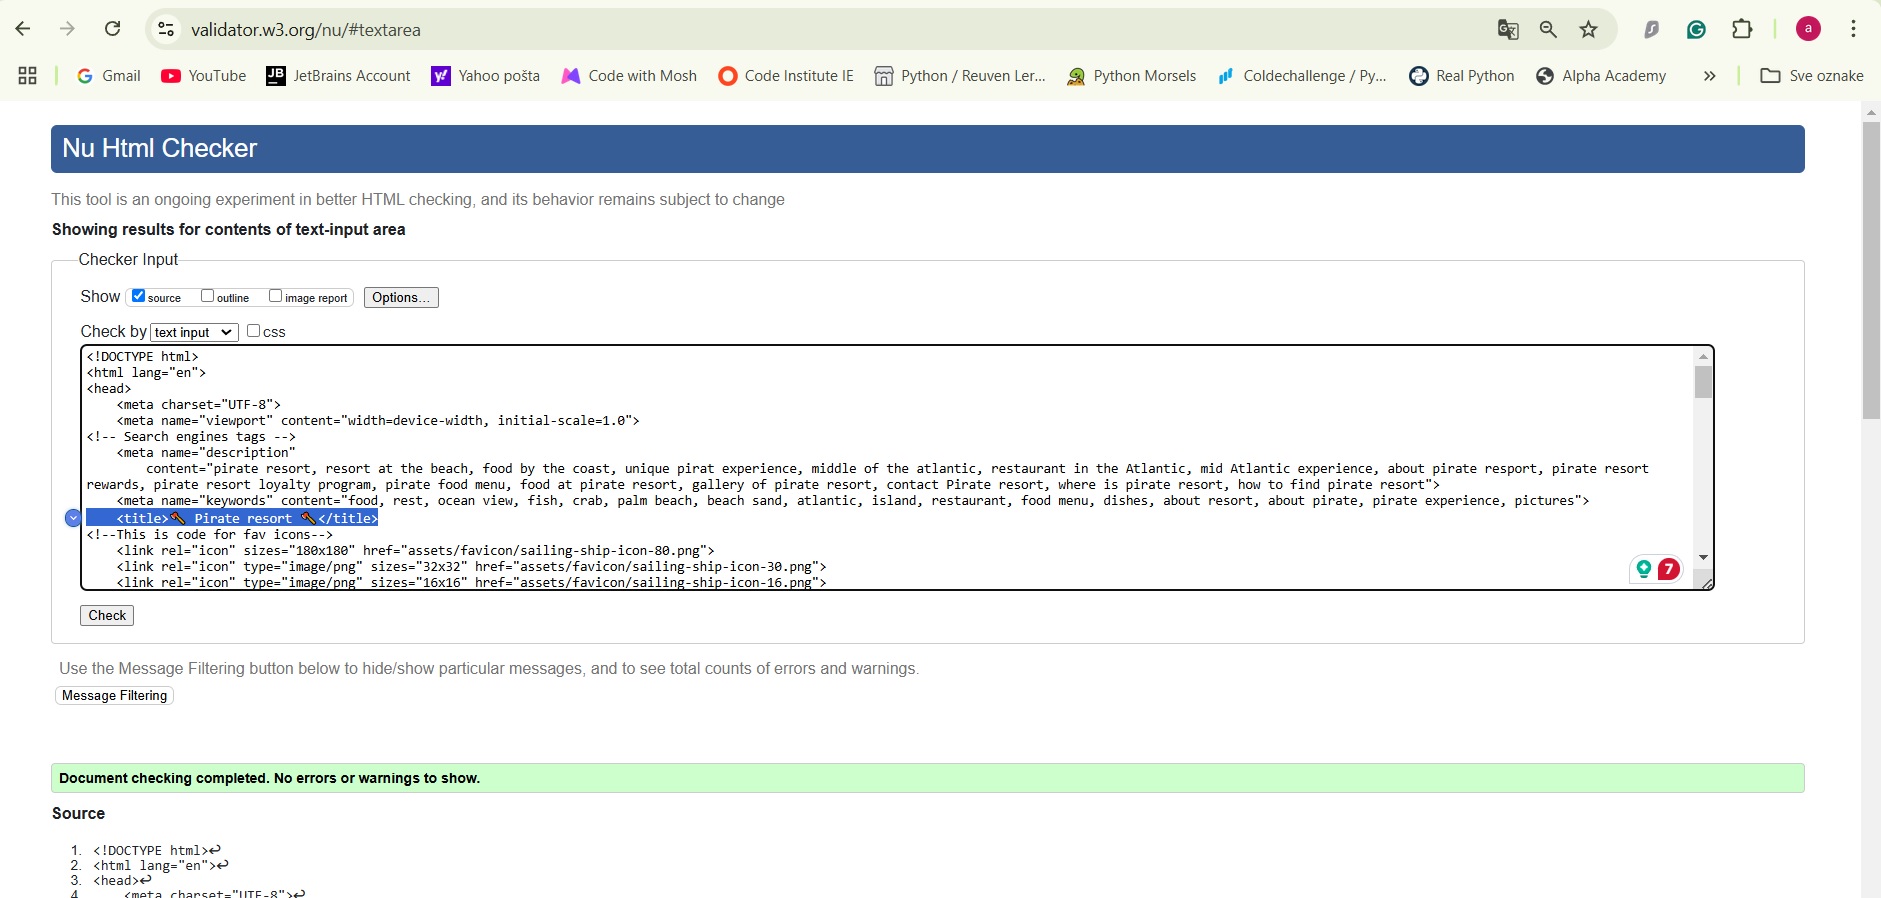 validator.w3.org/nu/#textarea
a
Gmail
YouTube
JB JetBrains Account
y! Yahoo pošta
Code with Mosh
Code Institute IE
Python / Reuven Ler...
Python Morsels
Coldechallenge / Py...
Real Python
Alpha Academy
»
Sve oznake
Nu Html Checker
This tool is an ongoing experiment in better HTML checking, and its behavior remains subject to change
Showing results for contents of text-input area
Checker Input
Show source outline image report Options...
Check by text input css
<!DOCTYPE html>
<html lang="en">
<head>
<meta charset="UTF-8">
<meta name="viewport" content="width=device-width, initial-scale=1.0">
<!-- Search engines tags -->
<meta name="description"
content="pirate resort, resort at the beach, food by the coast, unique pirat experience, middle of the atlantic, restaurant in the Atlantic, mid Atlantic experience, about pirate resport, pirate resort
rewards, pirate resort loyalty program, pirate food menu, food at pirate resort, gallery of pirate resort, contact Pirate resort, where is pirate resort, how to find pirate resort">
<meta name="keywords" content="food, rest, ocean view, fish, crab, palm beach, beach sand, atlantic, island, restaurant, food menu, dishes, about resort, about pirate, pirate experience, pictures">
<title>🪓 Pirate resort 🪓</title>
<!--This is code for fav icons-->
<link rel="icon" sizes="180x180" href="assets/favicon/sailing-ship-icon-80.png">
<link rel="icon" type="image/png" sizes="32x32" href="assets/favicon/sailing-ship-icon-30.png">
<link rel="icon" type="image/png" sizes="16x16" href="assets/favicon/sailing-ship-icon-16.png">
7
Check
Use the Message Filtering button below to hide/show particular messages, and to see total counts of errors and warnings.
Message Filtering
Document checking completed. No errors or warnings to show.
Source
1. <!DOCTYPE html>↩
2. <html lang="en">↩
3. <head>↩
4. <meta charset="UTF-8">↩